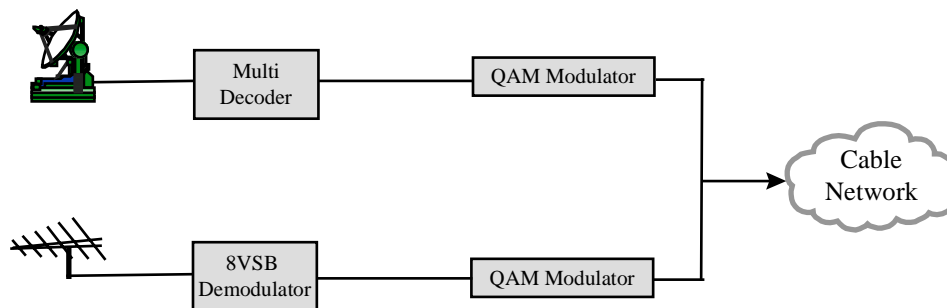 Multi
Decoder
QAM Modulator
Cable
Network
8VSB
Demodulator
QAM Modulator